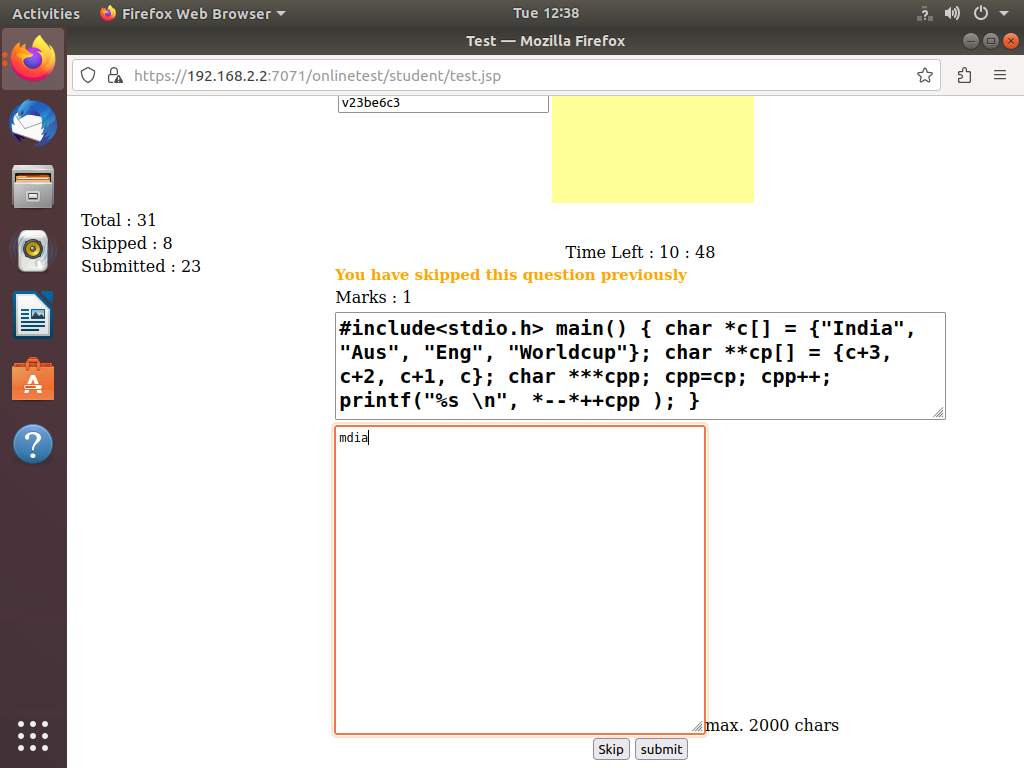 Activities
Firefox Web Browser
Tue 12:38
Test — Mozilla Firefox
https://192.168.2.2:7071/onlinetest/student/test.jsp
v23be6c3
Total : 31
Skipped : 8
Submitted : 23
Time Left : 10 : 48
You have skipped this question previously
Marks : 1
#include<stdio.h> main() { char *c[] = {"India",
"Aus", "Eng", "Worldcup"}; char **cp[] = {c+3,
c+2, c+1, c}; char ***cpp; cpp=cp; cpp++;
printf("%s \n", *--*++cpp ); }
mdia
max. 2000 chars
Skip
submit